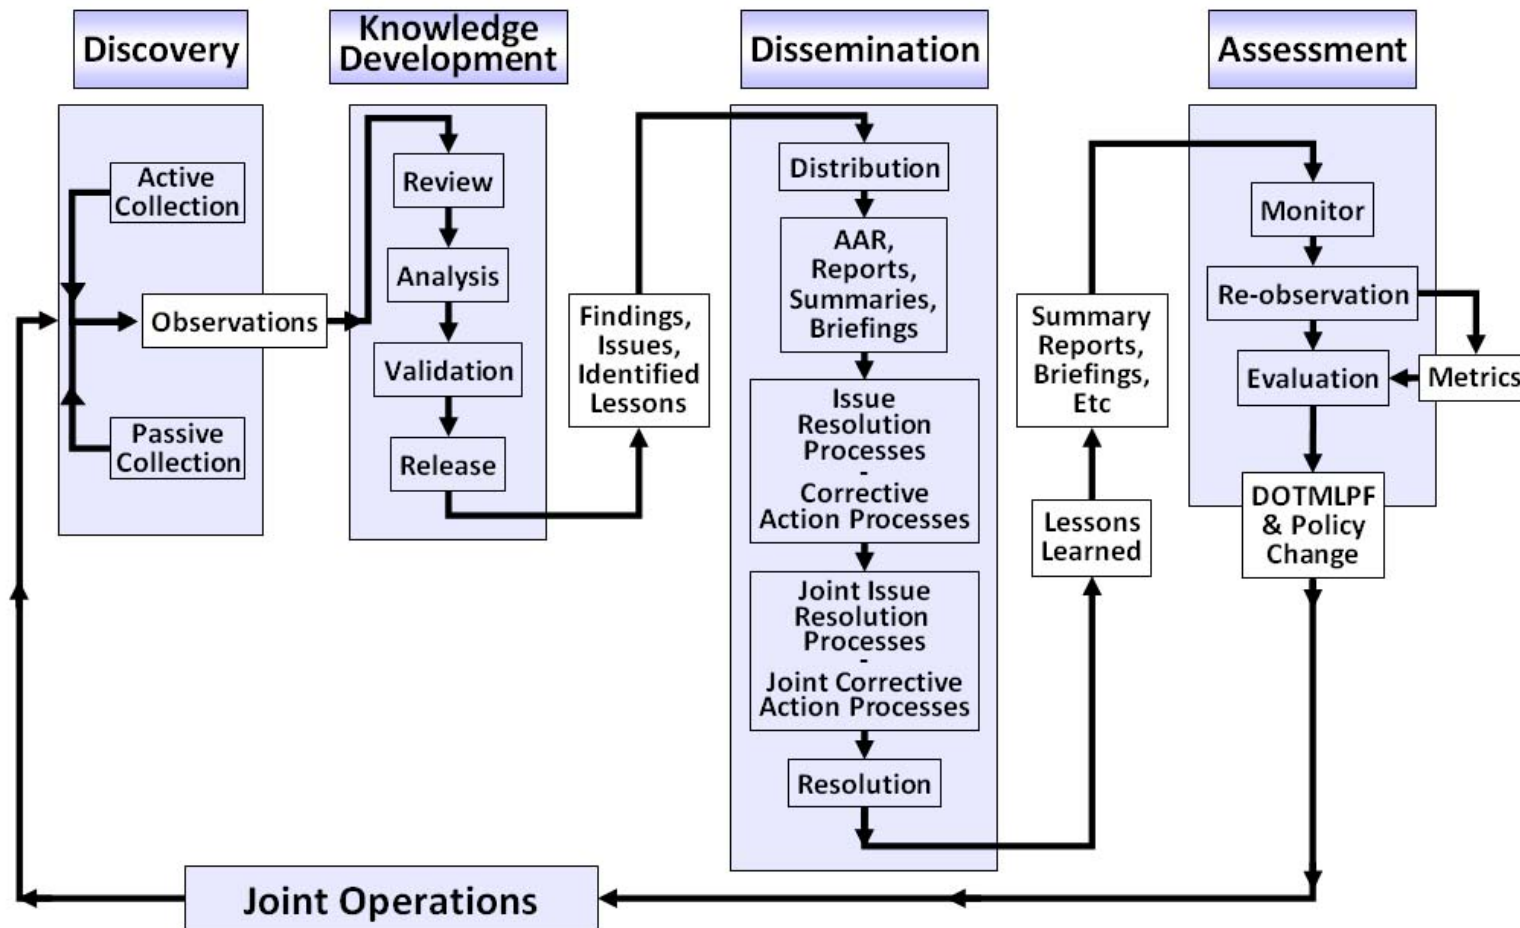 Discovery
Active
Collection
Observations
Passive
Collection
Knowledge
Development
Review
Analysis
Validation
Release
Findings,
Issues,
Identified
Lessons
Dissemination
Distribution
AAR,
Reports,
Summaries,
Briefings
Issue
Resolution
Processes
-
Corrective
Action Processes
Joint Issue
Resolution
Processes
-
Joint Corrective
Action Processes
Resolution
Summary
Reports,
Briefings,
Etc
Lessons
Learned
Assessment
Monitor
Re-observation
Evaluation
Metrics
DOTMLPF
& Policy
Change
Joint Operations